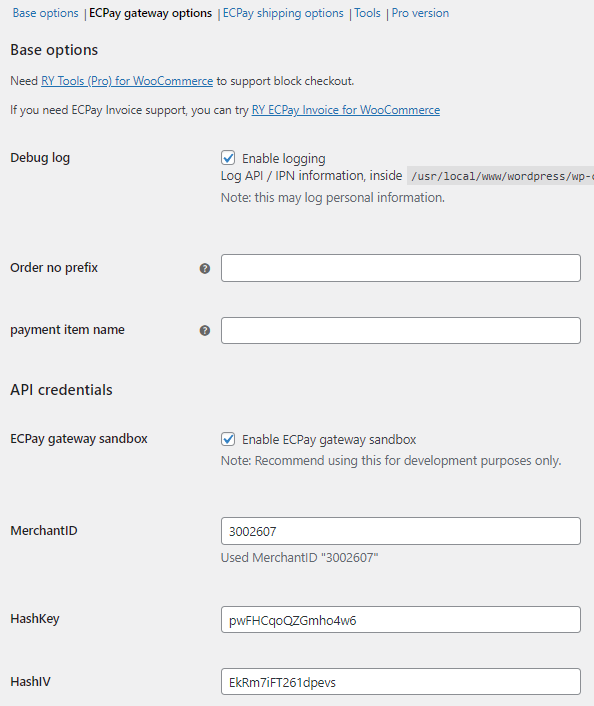 Base options | ECPay gateway options | ECPay shipping options | Tools | Pro version
Base options
Need RY Tools (Pro) for WooCommerce to support block checkout.
If you need ECPay Invoice support, you can try RY ECPay Invoice for WooCommerce
Debug log
Enable logging
Log API / IPN information, inside /usr/local/www/wordpress/wp-
Note: this may log personal information.
Order no prefix
payment item name
API credentials
ECPay gateway sandbox
Enable ECPay gateway sandbox
Note: Recommend using this for development purposes only.
MerchantID
3002607
Used MerchantID "3002607"
HashKey
pwFHCqoQZGmho4w6
HashIV
EkRm7iFT261dpevs